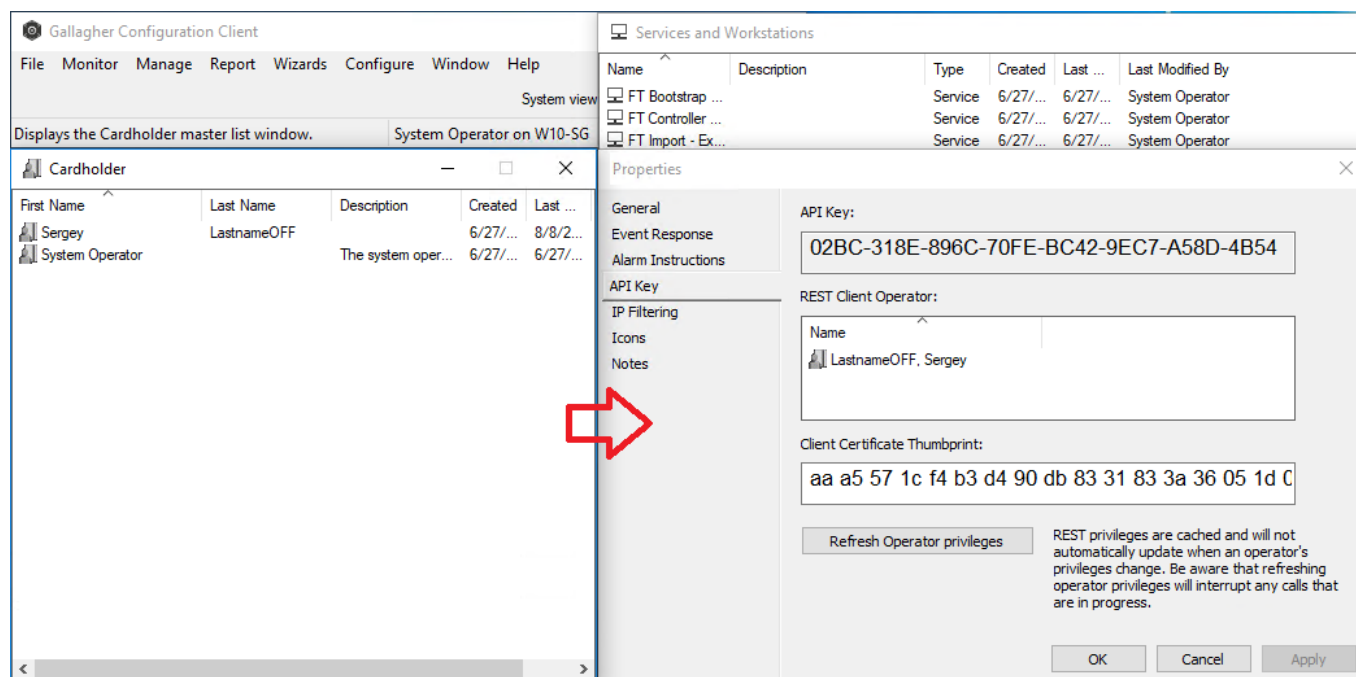 Gallagher Configuration Client
File Monitor Manage Report Wizards Configure Window Help
System view
Displays the Cardholder master list window. System Operator on W10-SG
Services and Workstations
Name Description Type Created Last ... Last Modified By
FT Bootstrap ... Service 6/27/... 6/27/... System Operator
FT Controller ... Service 6/27/... 6/27/... System Operator
FT Import - Ex... Service 6/27/... 6/27/... System Operator
Cardholder
First Name Last Name Description Created Last ...
Sergey LastnameOFF 6/27/... 8/8/2...
System Operator The system oper... 6/27/... 6/27/...
Properties
General
Event Response
Alarm Instructions
API Key
IP Filtering
Icons
Notes
API Key:
02BC-318E-896C-70FE-BC42-9EC7-A58D-4B54
REST Client Operator:
Name
LastnameOFF, Sergey
Client Certificate Thumbprint:
aa a5 57 1c f4 b3 d4 90 db 83 31 83 3a 36 05 1d
Refresh Operator privileges
REST privileges are cached and will not
automatically update when an operator's
privileges change. Be aware that refreshing
operator privileges will interrupt any calls that
are in progress.
OK Cancel Apply